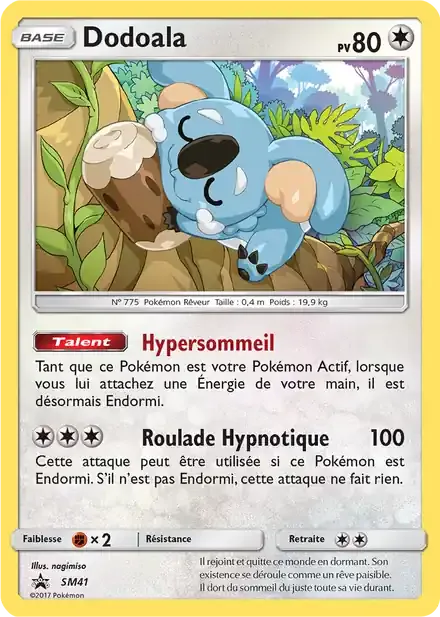 BASE Dodoala PV80
N° 775 Pokémon Rêveur Taille : 0,4 m Poids : 19,9 kg
Talent Hypersommeil
Tant que ce Pokémon est votre Pokémon Actif, lorsque
vous lui attachez une Énergie de votre main, il est
désormais Endormi.
Roulade Hypnotique 100
Cette attaque peut être utilisée si ce Pokémon est
Endormi. S'il n'est pas Endormi, cette attaque ne fait rien.
Faiblesse ×2 Résistance Retraite
Illus. nagimiso
SM41
©2017 Pokémon
Il rejoint et quitte ce monde en dormant. Son
existence se déroule comme un rêve paisible.
Il dort du sommeil du juste toute sa vie durant.